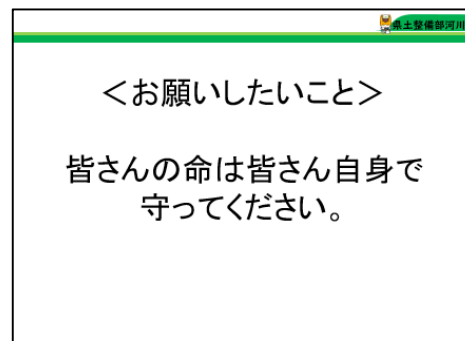 県土整備部河川
＜お願いしたいこと＞
皆さんの命は皆さん自身で
守ってください。